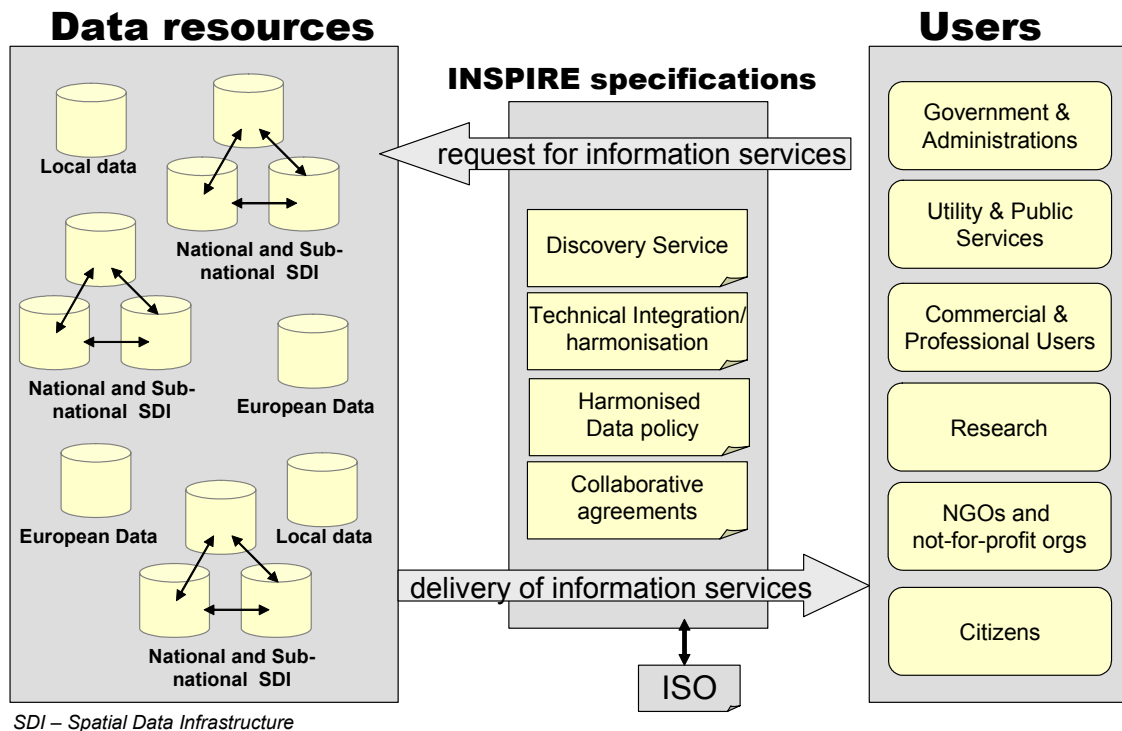 Data resources
Users
INSPIRE specifications
Local data
National and Sub-
national SDI
National and Sub-
national SDI
European Data
European Data
Local data
National and Sub-
national SDI
request for information services
Discovery Service
Technical Integration/
harmonisation
Harmonised
Data policy
Collaborative
agreements
delivery of information services
ISO
Government &
Administrations
Utility & Public
Services
Commercial &
Professional Users
Research
NGOs and
not-for-profit orgs
Citizens
SDI – Spatial Data Infrastructure